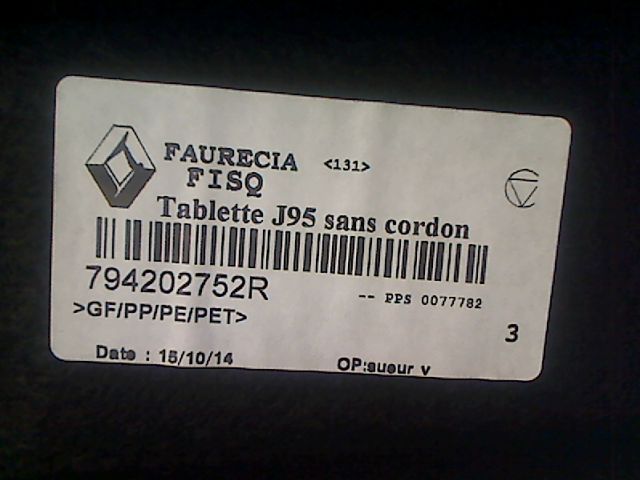 FAURECIA <131>
FISQ
Tablette J95 sans cordon
794202752R
-- PPS 0077782
>GF/PP/PE/PET>
3
Date : 15/10/14 OP:sueur v